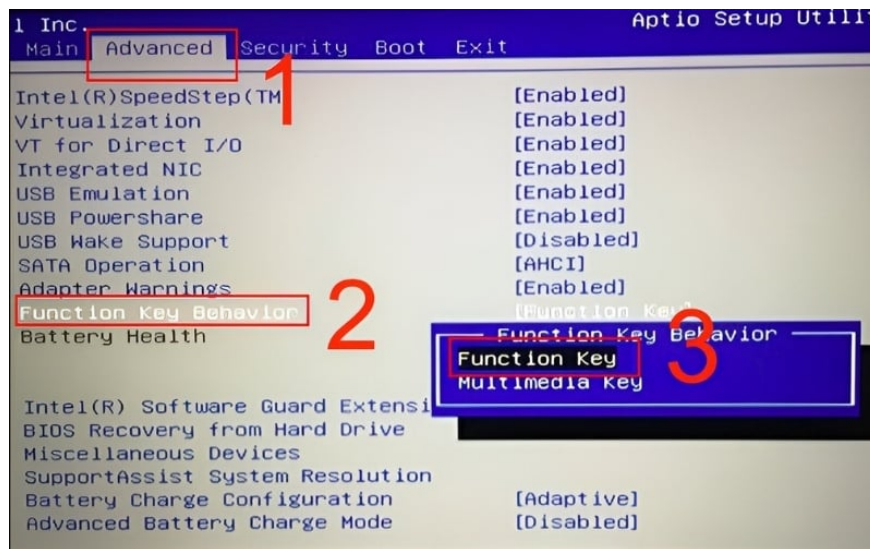 l Inc.
Aptio Setup Utili
Main Advanced Security Boot Exit
1
Intel(R)SpeedStep(TM [Enabled]
Virtualization [Enabled]
VT for Direct I/O [Enabled]
Integrated NIC [Enabled]
USB Emulation [Enabled]
USB Powershare [Enabled]
USB Wake Support [Disabled]
SATA Operation [AHCI]
Adapter Warnings [Enabled]
Function Key Behavior [Function Key]
2
Battery Health
Function Key Behavior
Function Key
3
Multimedia Key
Intel(R) Software Guard Extensi
BIOS Recovery from Hard Drive
Miscellaneous Devices
SupportAssist System Resolution
Battery Charge Configuration [Adaptive]
Advanced Battery Charge Mode [Disabled]